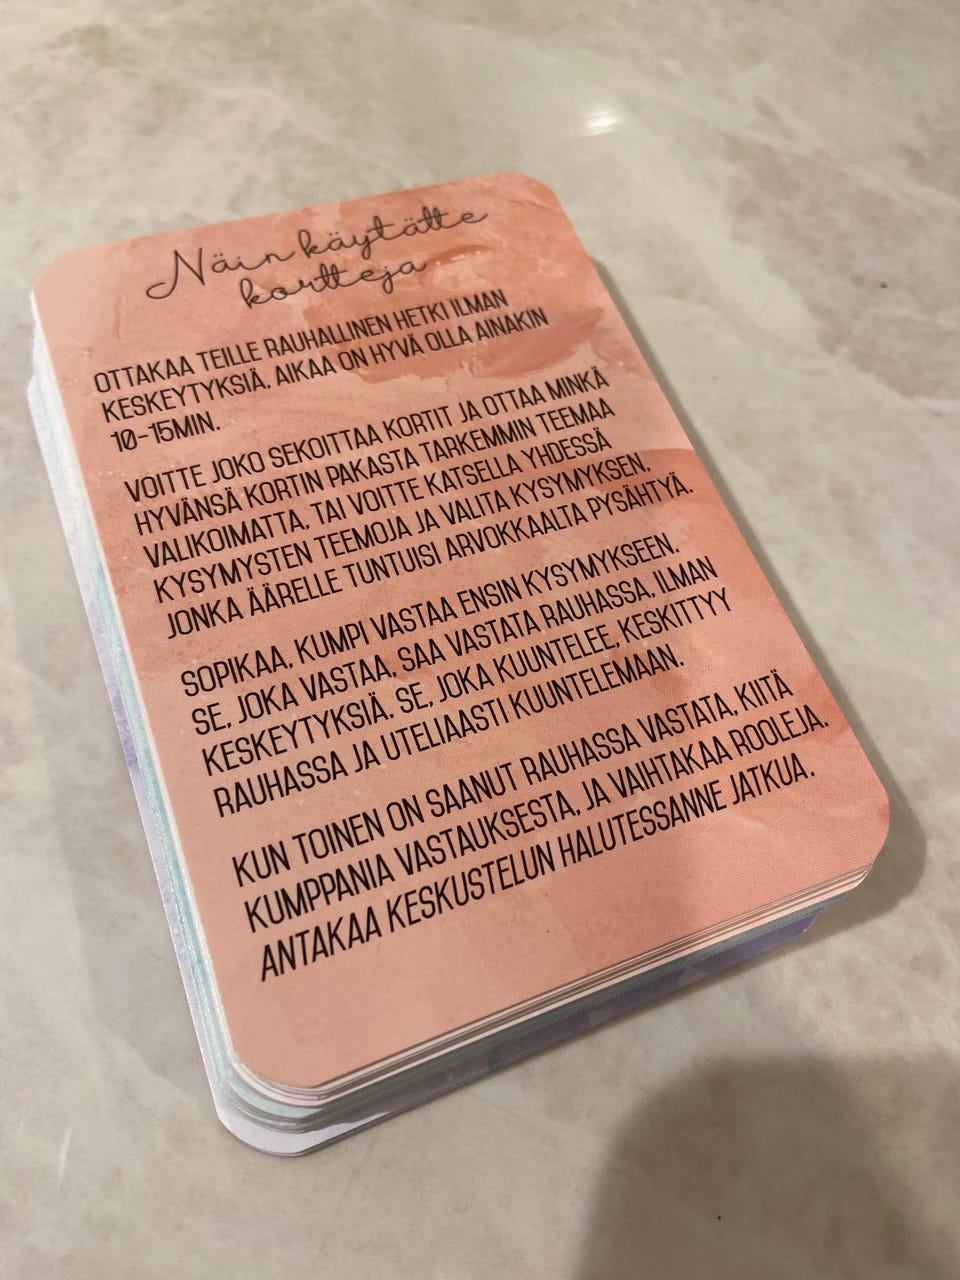 Näin käytätte
kortteja
OTTAKAA TEILLE RAUHALLINEN HETKI ILMAN
KESKEYTYKSIÄ, AIKAA ON HYVÄ OLLA AINAKIN
10-15MIN.
VOITTE JOKO SEKOITTAA KORTIT JA OTTAA MINKÄ
HYVÄNSÄ KORTIN PAKASTA TARKEMMIN TEEMAA
VALIKOIMATTA, TAI VOITTE KATSELLA YHDESSÄ
KYSYMYSTEN TEEMOJA JA VALITA KYSYMYKSEN,
JONKA ÄÄRELLE TUNTUISI ARVOKKAALTA PYSÄHTYÄ.
SOPIKAA, KUMPI VASTAA ENSIN KYSYMYKSEEN.
SE, JOKA VASTAA, SAA VASTATA RAUHASSA, ILMAN
KESKEYTYKSIÄ. SE, JOKA KUUNTELEE, KESKITTYY
RAUHASSA JA UTELIAASTI KUUNTELEMAAN.
KUN TOINEN ON SAANUT RAUHASSA VASTATA, KIITÄ
KUMPPANIA VASTAUKSESTA, JA VAIHTAKAA ROOLEJA.
ANTAKAA KESKUSTELUN HALUTESSANNE JATKUA.